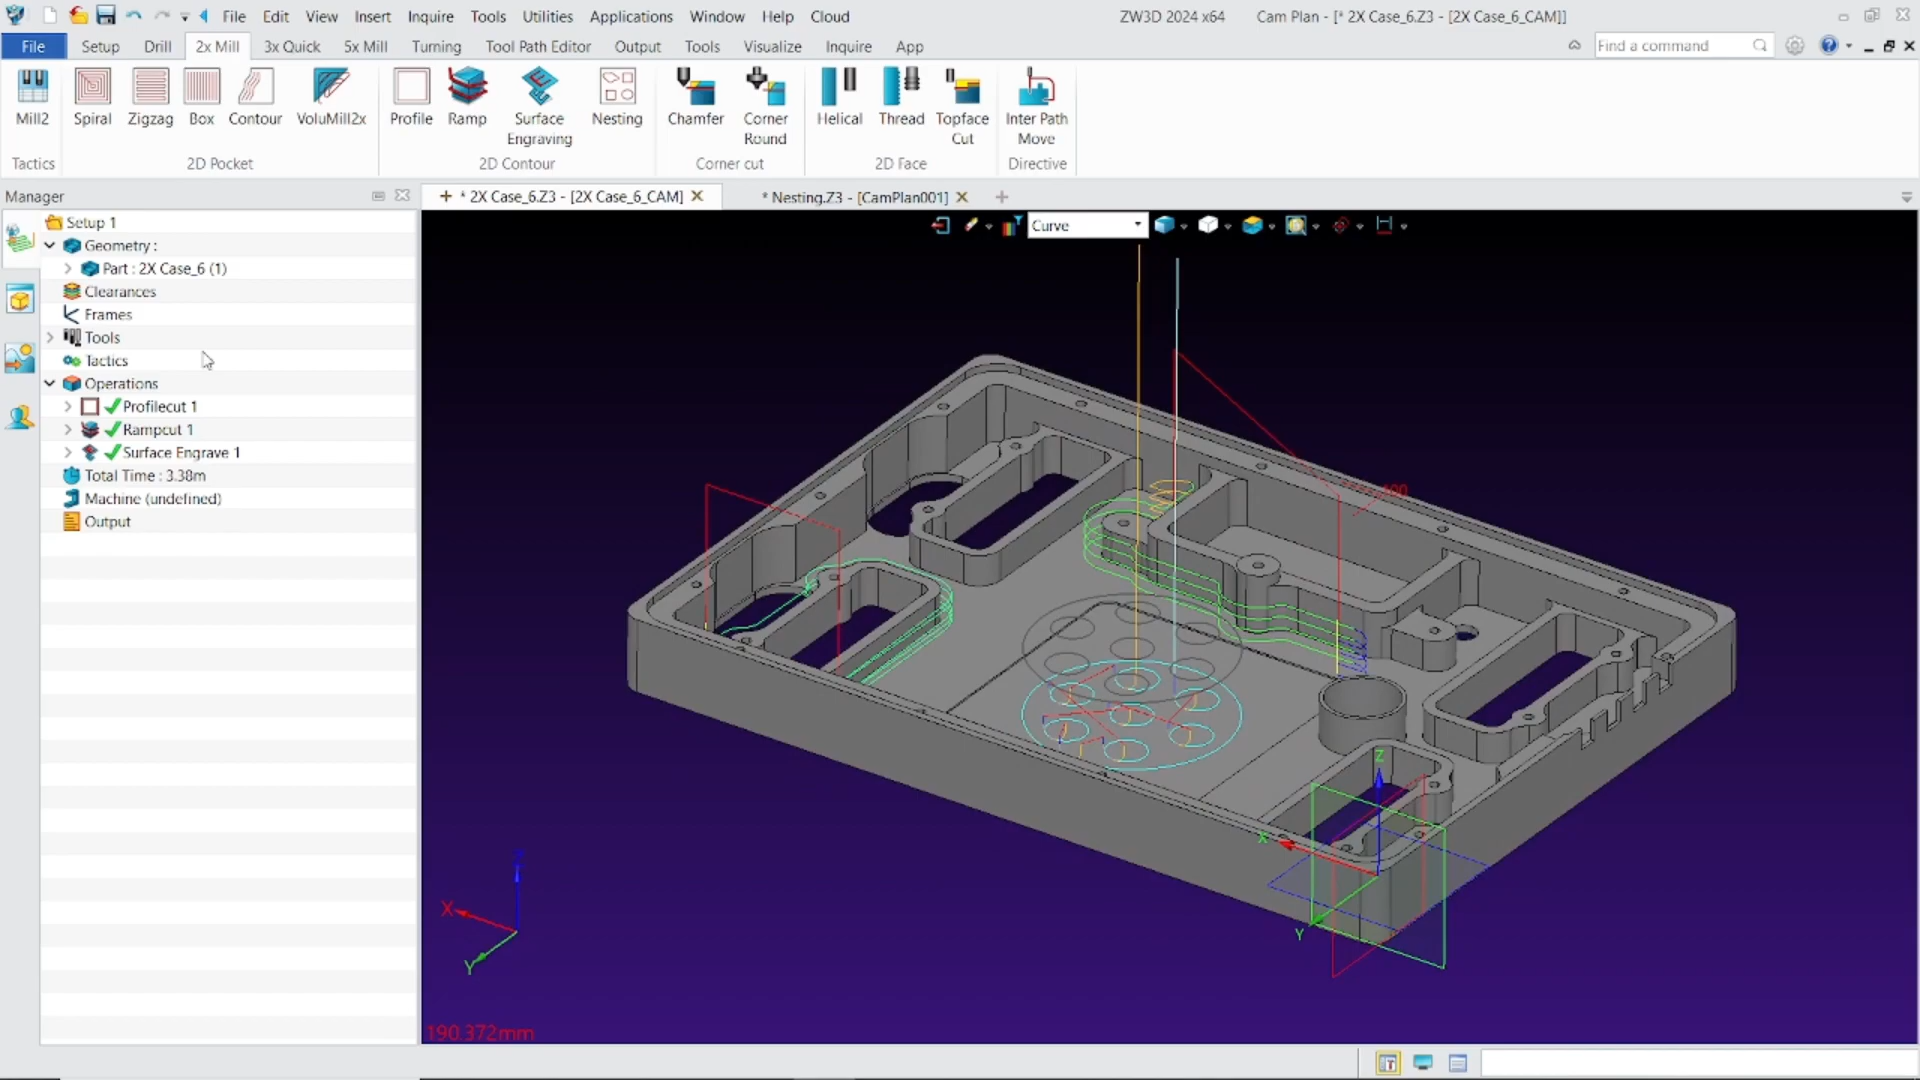 File Edit View Insert Inquire Tools Utilities Applications Window Help Cloud ZW3D 2024 x64 Cam Plan - [* 2X Case_6.Z3 - [2X Case_6_CAM]]
File Setup Drill 2x Mill 3x Quick 5x Mill Turning Tool Path Editor Output Tools Visualize Inquire App Find a command
Mill2 Spiral Zigzag Box Contour VoluMill2x Profile Ramp Surface Engraving Nesting Chamfer Corner Round Helical Thread Topface Cut Inter Path Move
Tactics 2D Pocket 2D Contour Corner cut 2D Face Directive
Manager
* 2X Case_6.Z3 - [2X Case_6_CAM] * Nesting.Z3 - [CamPlan001]
Curve
Setup 1
Geometry :
Part : 2X Case_6 (1)
Clearances
Frames
Tools
Tactics
Operations
Profilecut 1
Rampcut 1
Surface Engrave 1
Total Time : 3.38m
Machine (undefined)
Output
Z
X
Y
Z
X
Y
190.372mm